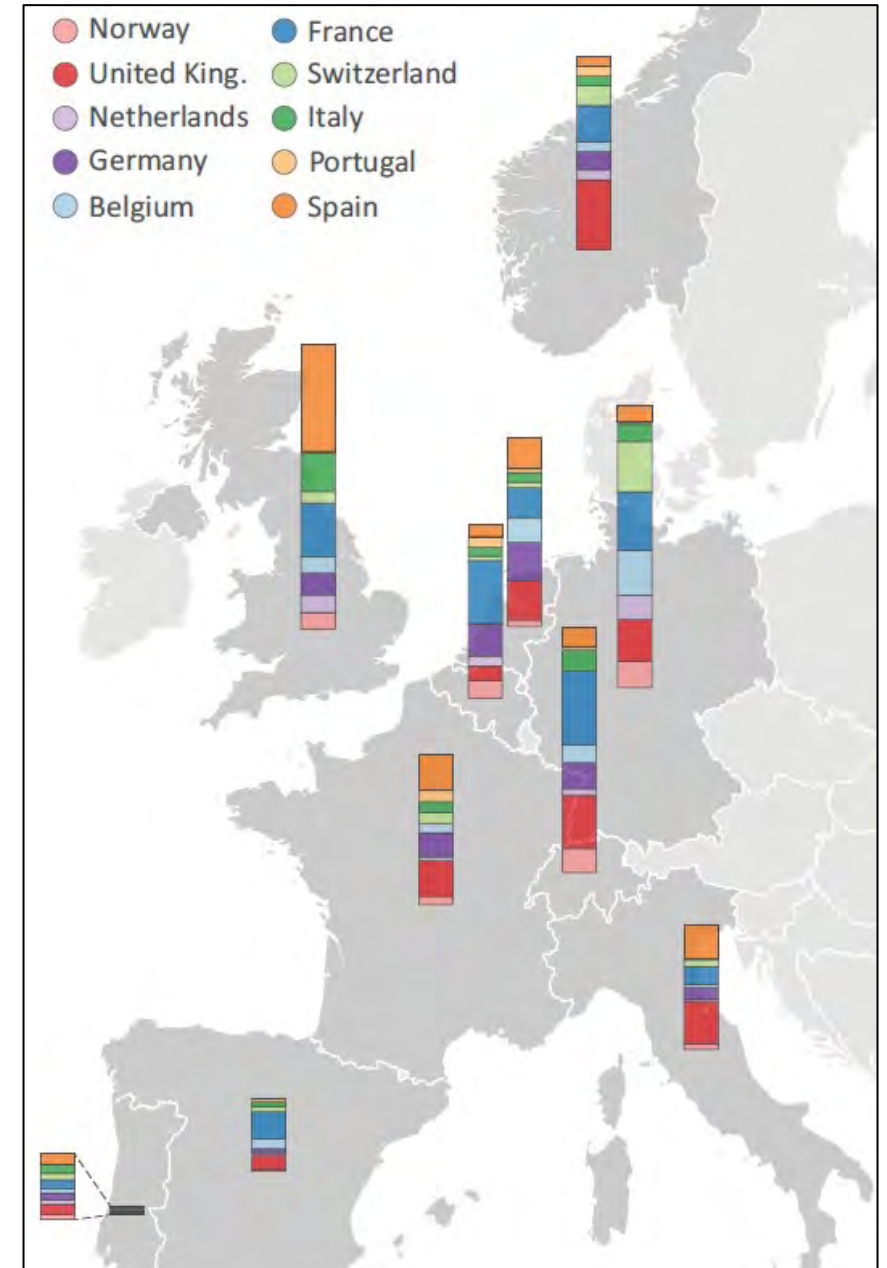 Norway
United King.
Netherlands
Germany
Belgium
France
Switzerland
Italy
Portugal
Spain